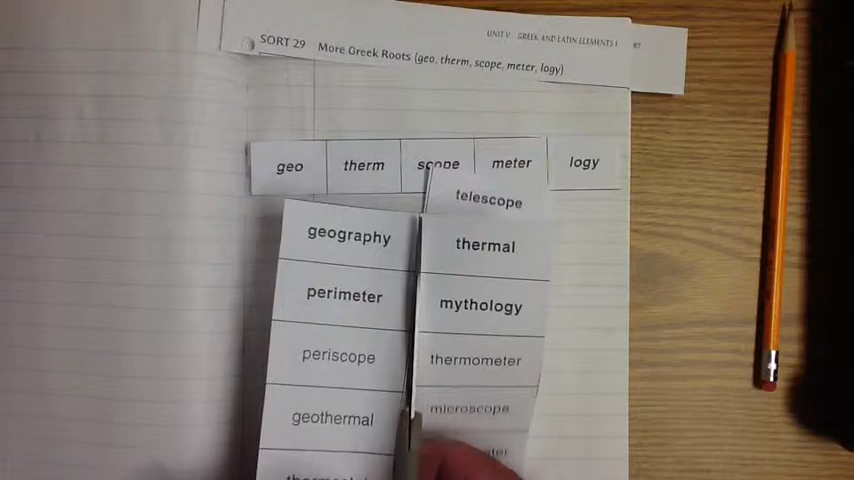 UNIT V GREEK AND LATIN ELEMENTS I 87
SORT 29 More Greek Roots (geo, therm, scope, meter, logy)
geo therm scope meter logy
telescope
geography thermal
perimeter mythology
periscope thermometer
geothermal microscope